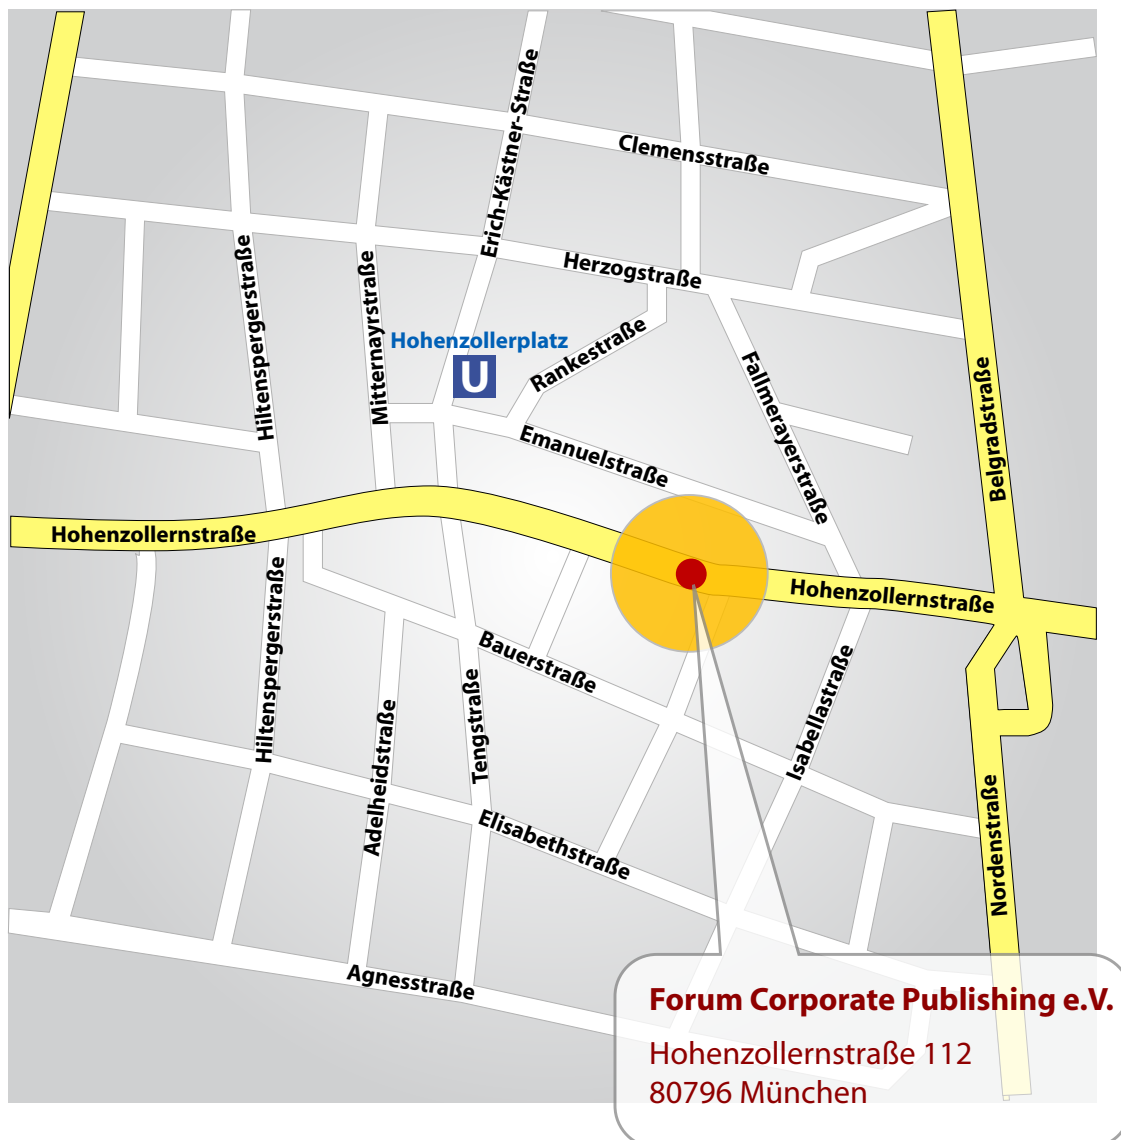 Erich-Kästner-Straße
Clemensstraße
Herzogstraße
Hiltenspergerstraße
Mitternayrstraße
Hohenzollerplatz
U
Rankestraße
Fallmerayerstraße
Belgradstraße
Emanuelstraße
Hohenzollernstraße
Hohenzollernstraße
Hiltenspergerstraße
Bauerstraße
Isabellastraße
Tengstraße
Adelheidstraße
Nordenstraße
Elisabethstraße
Agnesstraße
Forum Corporate Publishing e.V.
Hohenzollernstraße 112
80796 München